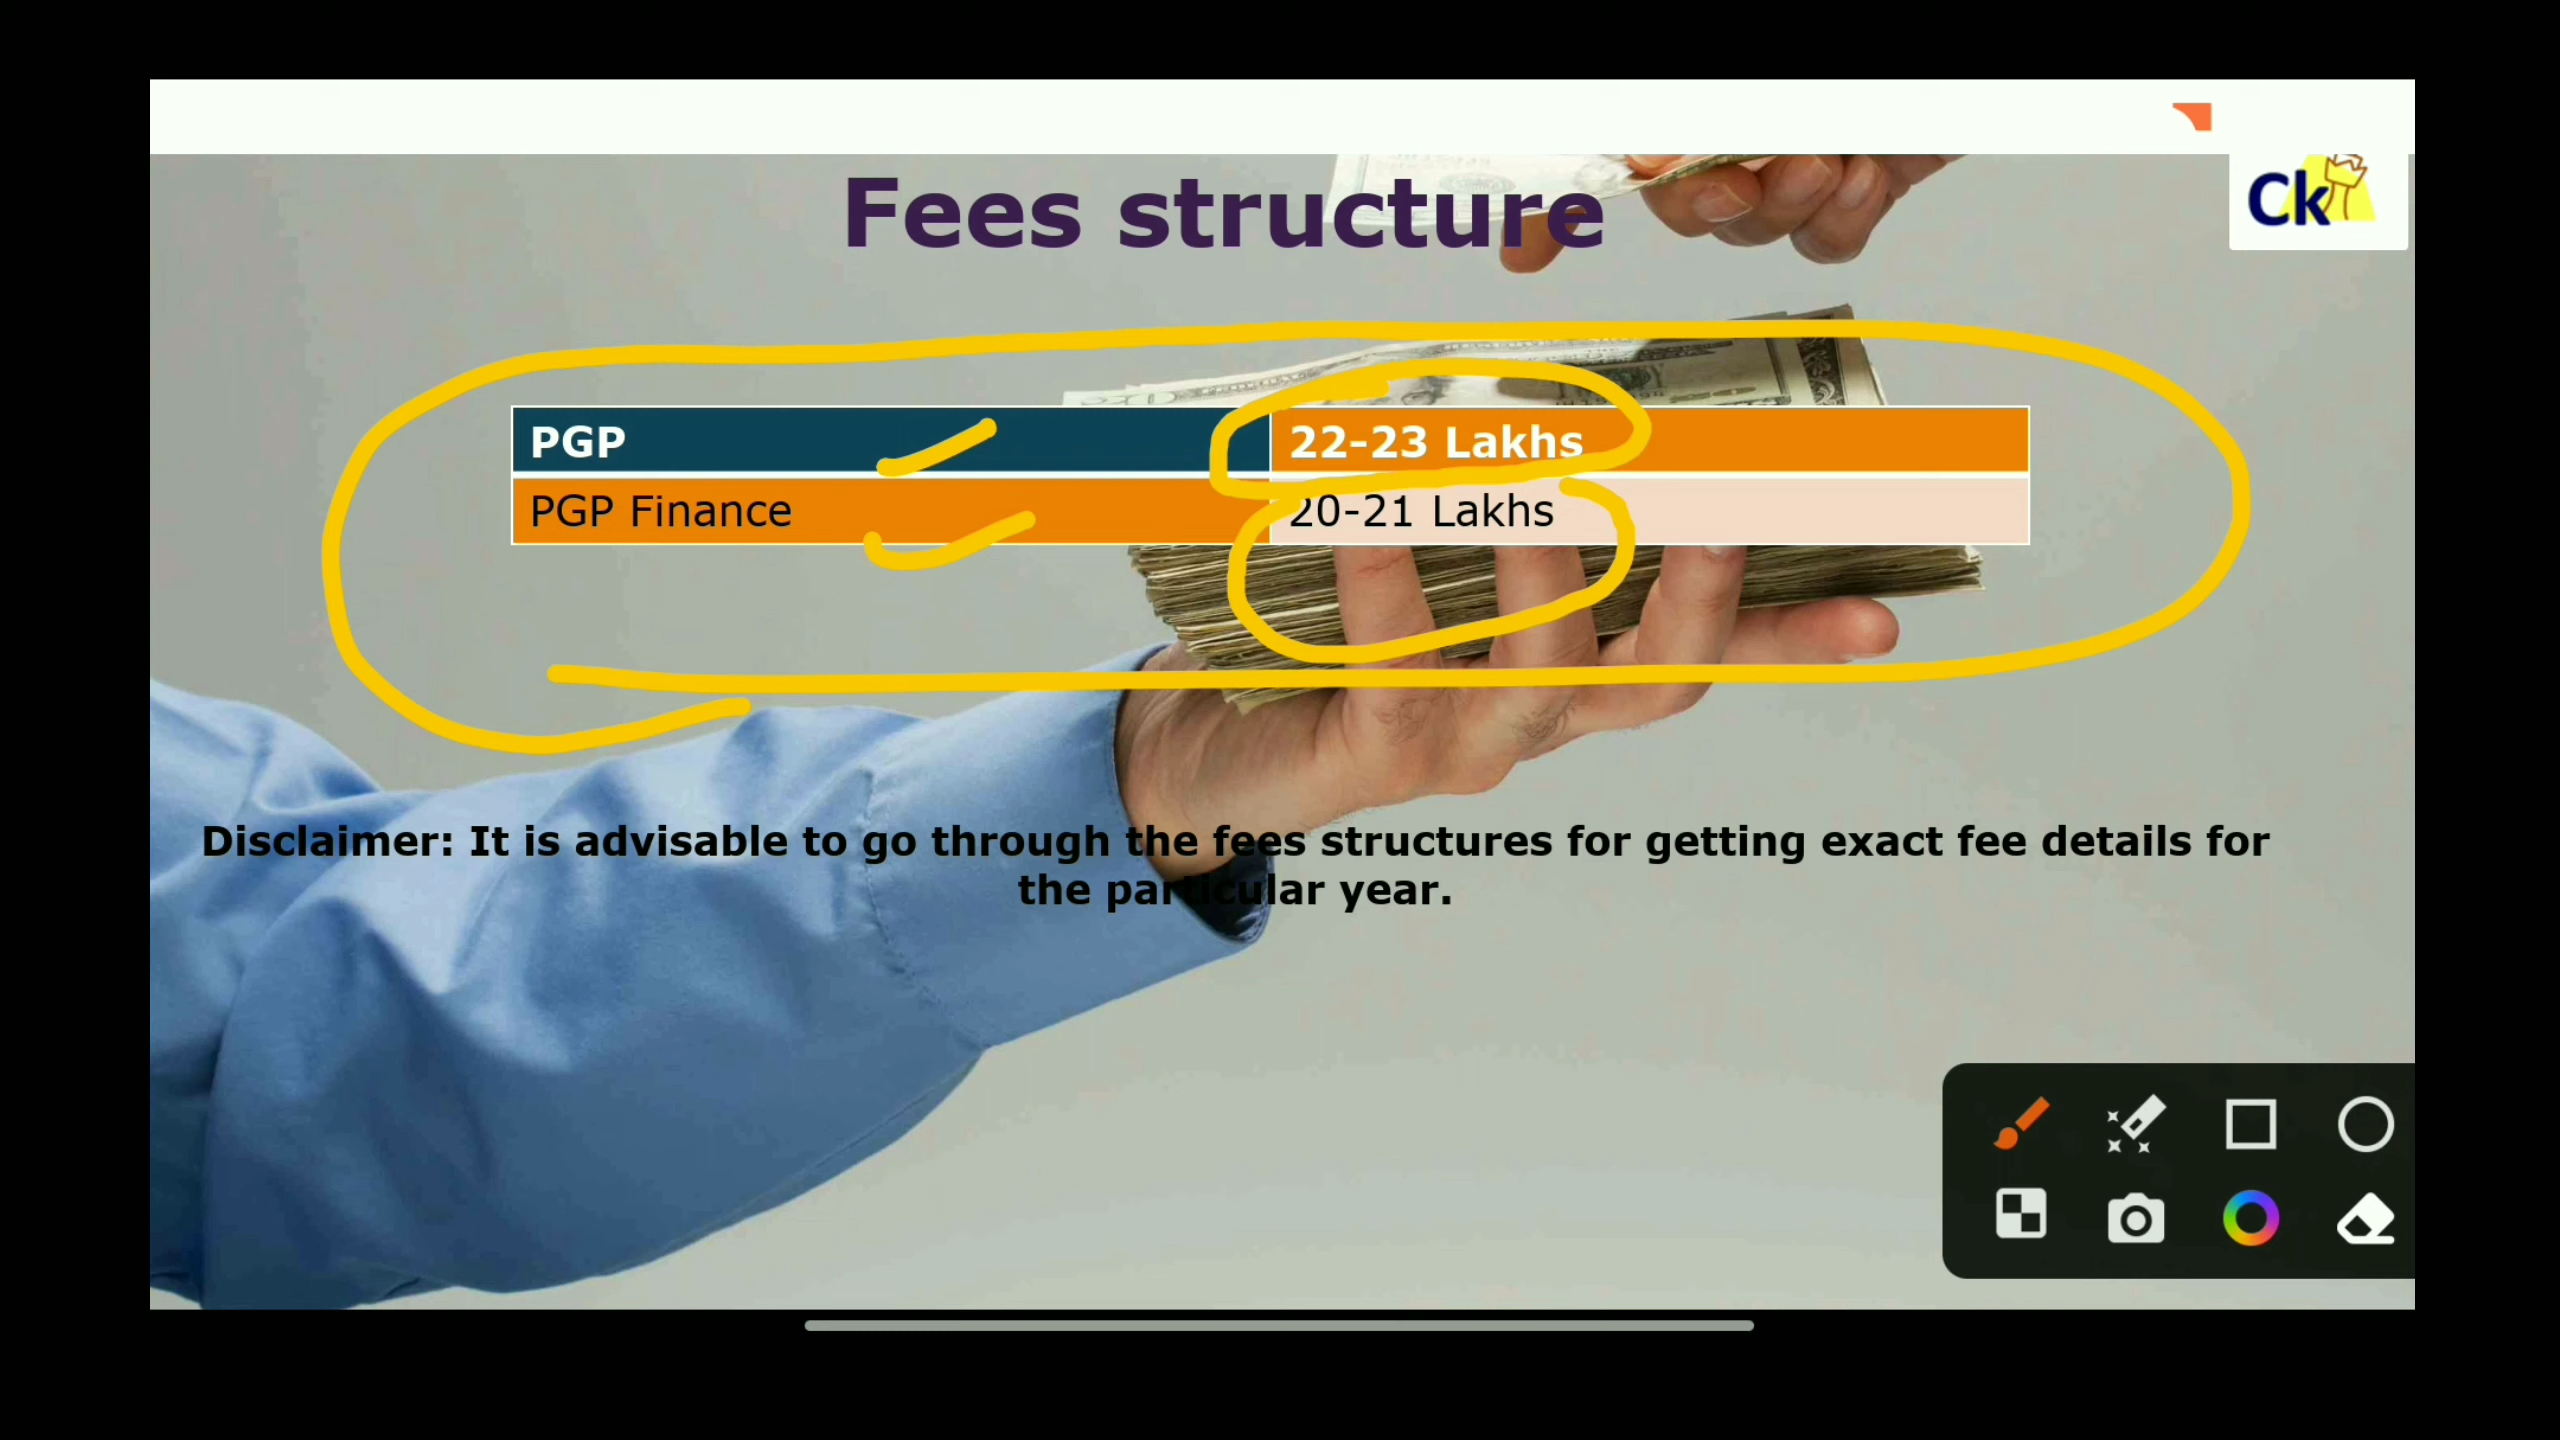 Fees structure
Ck
PGP 22-23 Lakhs
PGP Finance 20-21 Lakhs
Disclaimer: It is advisable to go through the fees structures for getting exact fee details for
the particular year.